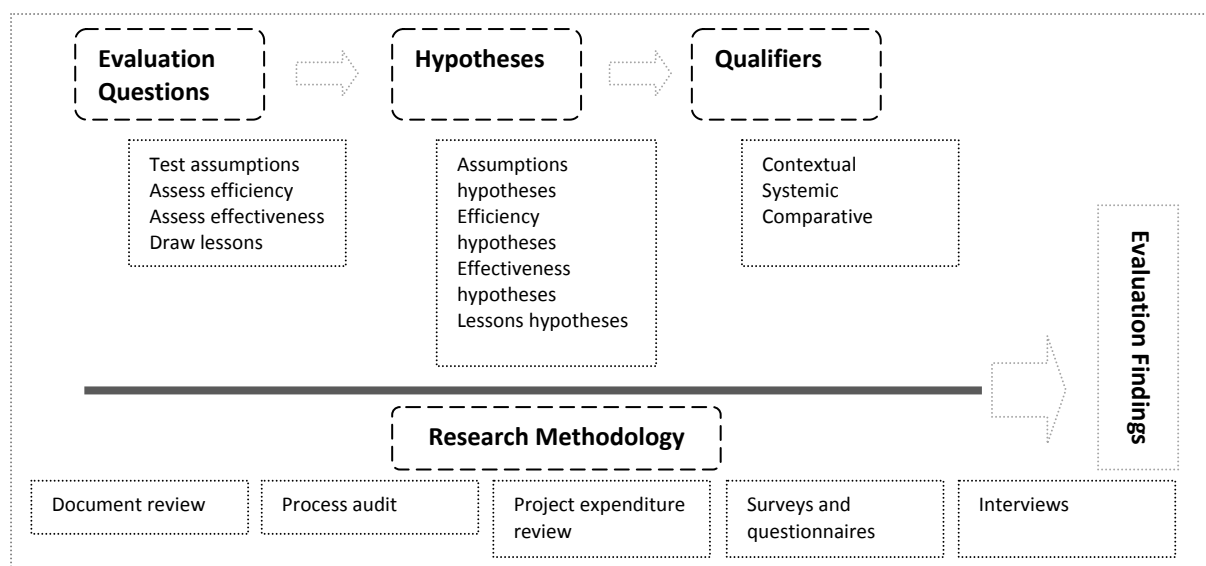 Evaluation
Questions
Hypotheses
Qualifiers
Test assumptions
Assess efficiency
Assess effectiveness
Draw lessons
Assumptions
hypotheses
Efficiency
hypotheses
Effectiveness
hypotheses
Lessons hypotheses
Contextual
Systemic
Comparative
Evaluation Findings
Research Methodology
Document review
Process audit
Project expenditure
review
Surveys and
questionnaires
Interviews